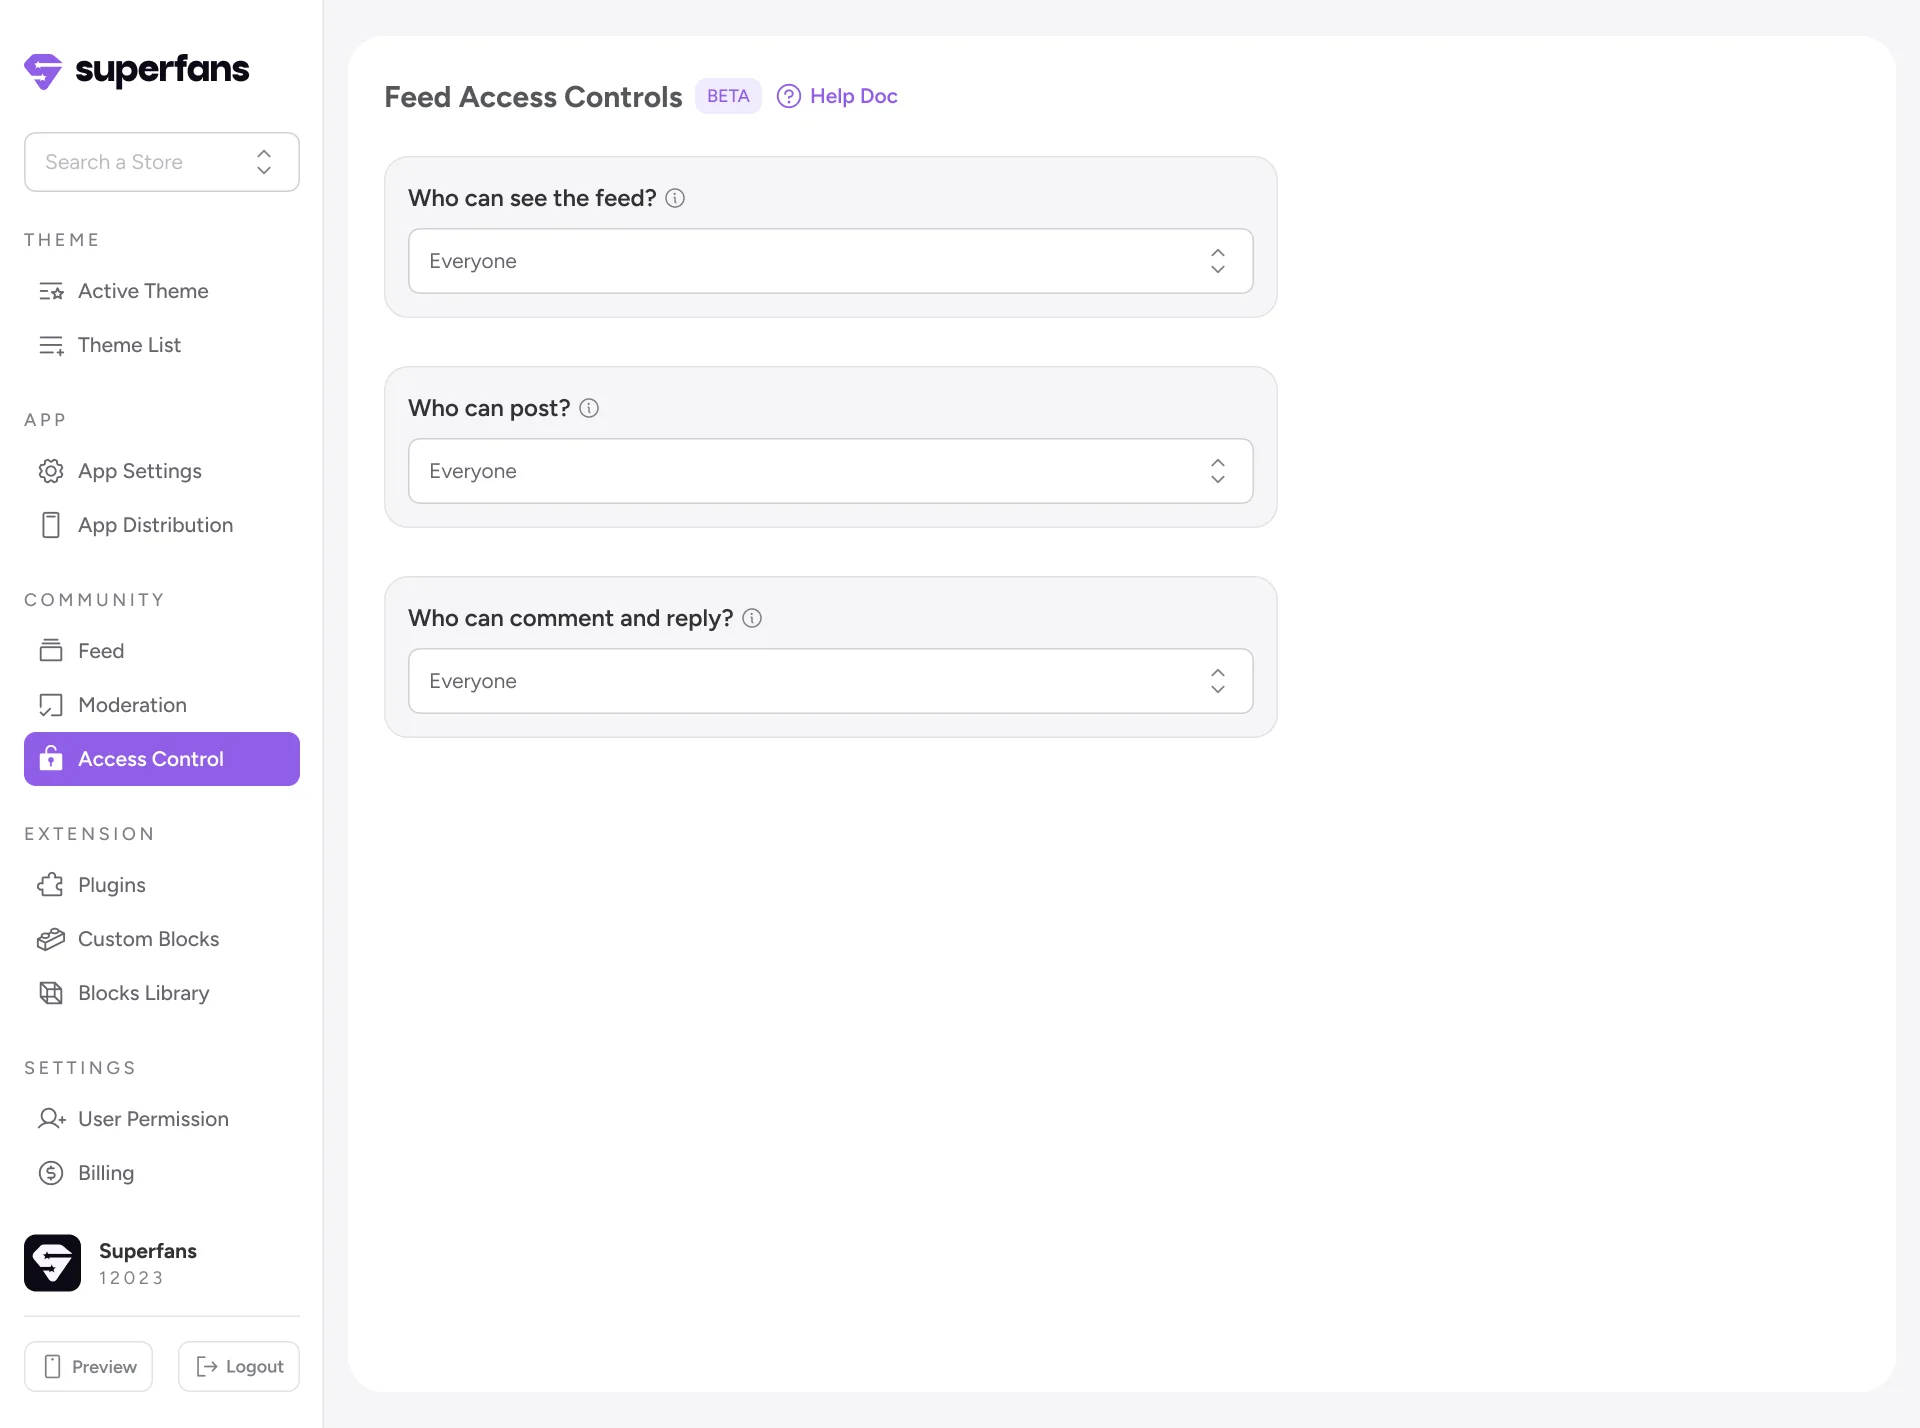 superfans
Search a Store
THEME
Active Theme
Theme List
APP
App Settings
App Distribution
COMMUNITY
Feed
Moderation
Access Control
EXTENSION
Plugins
Custom Blocks
Blocks Library
SETTINGS
User Permission
Billing
Superfans
12023
Preview
Logout
Feed Access Controls BETA Help Doc
Who can see the feed?
Everyone
Who can post?
Everyone
Who can comment and reply?
Everyone